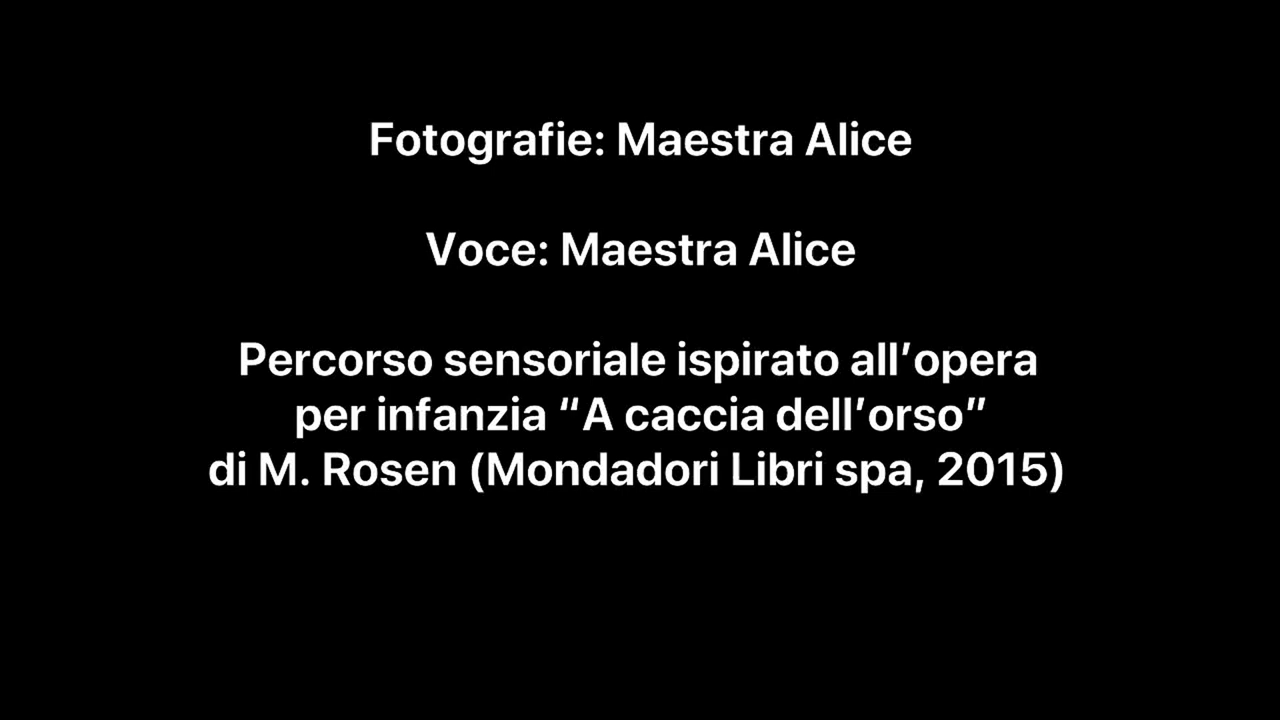 Fotografie: Maestra Alice
Voce: Maestra Alice
Percorso sensoriale ispirato all’opera
per infanzia “A caccia dell’orso”
di M. Rosen (Mondadori Libri spa, 2015)